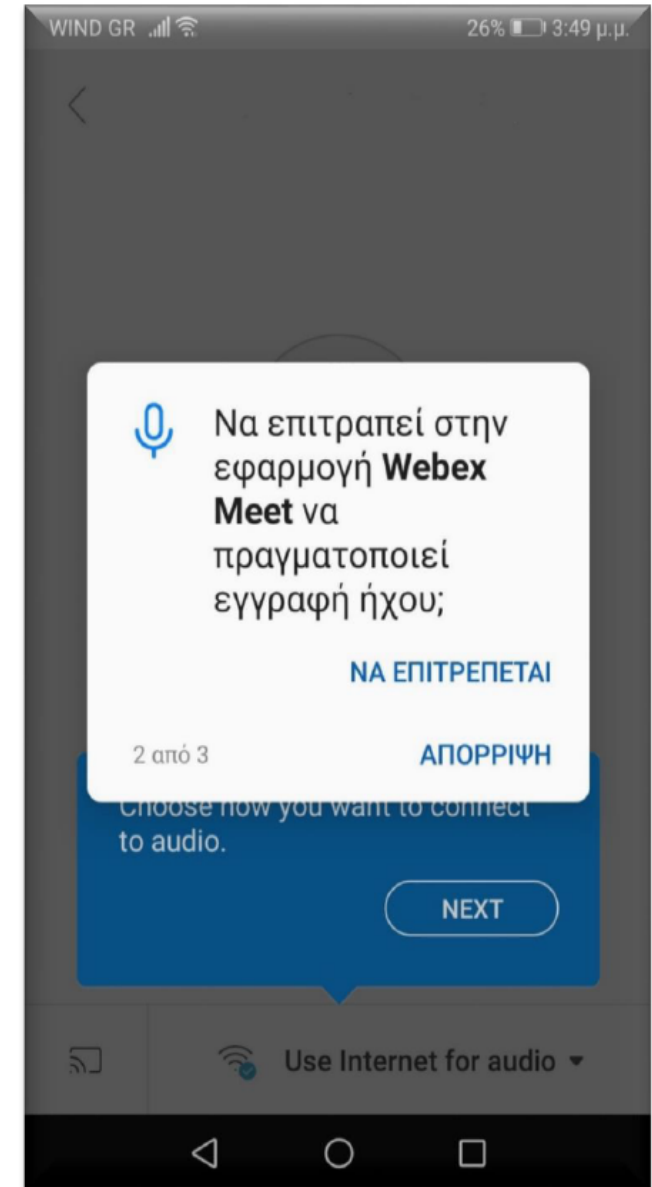 WIND GR 26% 3:49 μ.μ.
Να επιτραπεί στην
εφαρμογή Webex
Meet να
πραγματοποιεί
εγγραφή ήχου;
ΝΑ ΕΠΙΤΡΕΠΕΤΑΙ
2 από 3 ΑΠΟΡΡΙΨΗ
Choose how you want to connect
to audio.
NEXT
Use Internet for audio